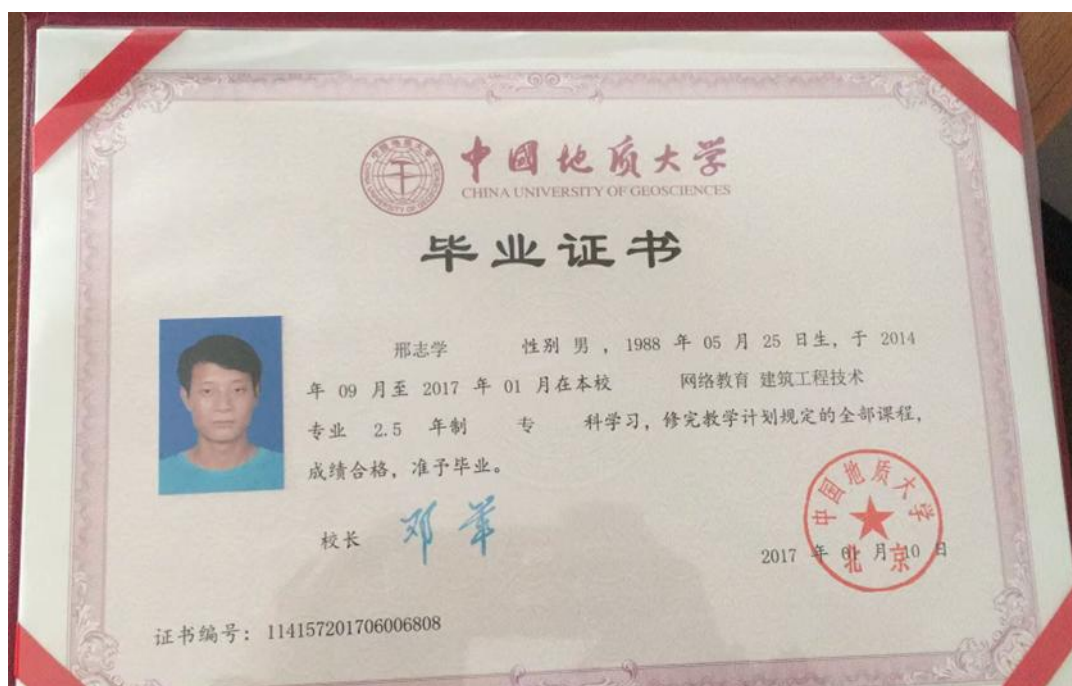 中國地质大学
CHINA UNIVERSITY OF GEOSCIENCES
毕业证书
邢志学 性别 男 ，1988 年 05 月 25 日生，于 2014
年 09 月至 2017 年 01 月在本校 网络教育 建筑工程技术
专业 2.5 年制 专 科学习，修完教学计划规定的全部课程，
成绩合格，准予毕业。
校长 邓军
中国地质大学
北京
2017 年 01 月 10 日
证书编号：114157201706006808